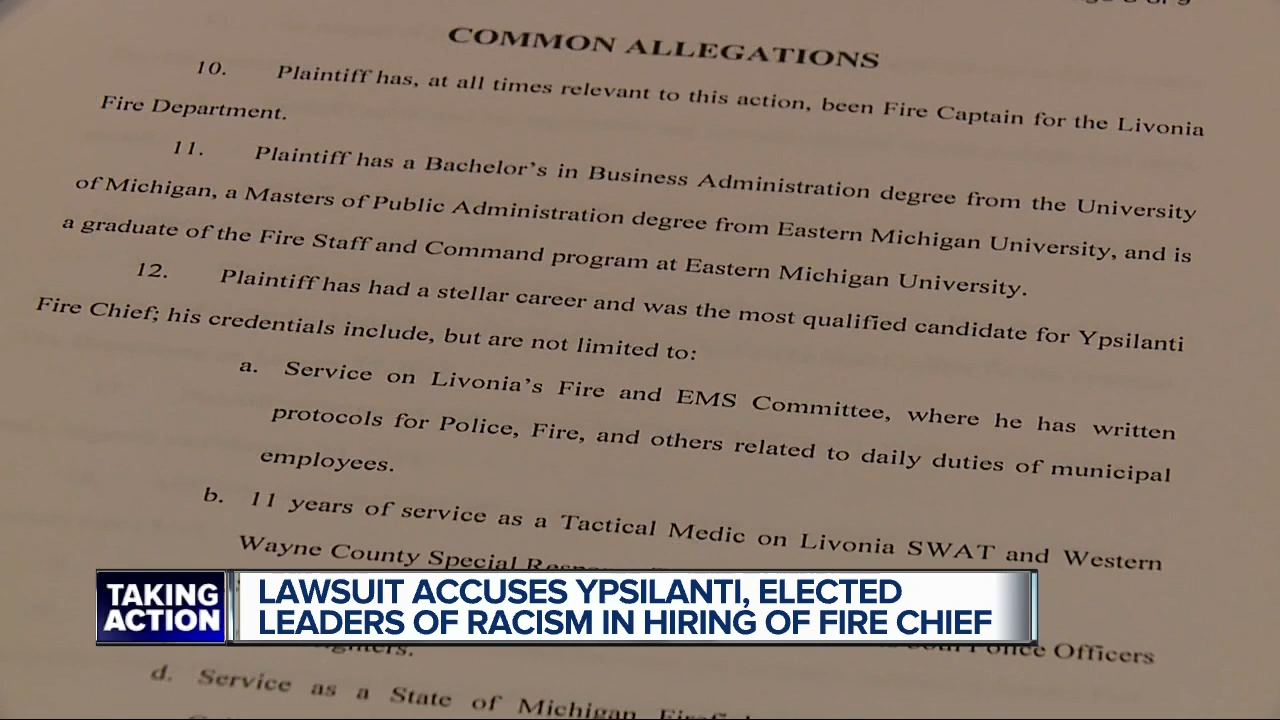 COMMON ALLEGATIONS
10. Plaintiff has, at all times relevant to this action, been Fire Captain for the Livonia
Fire Department.
11. Plaintiff has a Bachelor's in Business Administration degree from the University
of Michigan, a Masters of Public Administration degree from Eastern Michigan University, and is
a graduate of the Fire Staff and Command program at Eastern Michigan University.
12. Plaintiff has had a stellar career and was the most qualified candidate for Ypsilanti
Fire Chief; his credentials include, but are not limited to:
a. Service on Livonia's Fire and EMS Committee, where he has written
protocols for Police, Fire, and others related to daily duties of municipal
employees.
b. 11 years of service as a Tactical Medic on Livonia SWAT and Western
Wayne County Special
TAKING
ACTION
LAWSUIT ACCUSES YPSILANTI, ELECTED
LEADERS OF RACISM IN HIRING OF FIRE CHIEF
Police Officers
d. Service as a State of Michigan